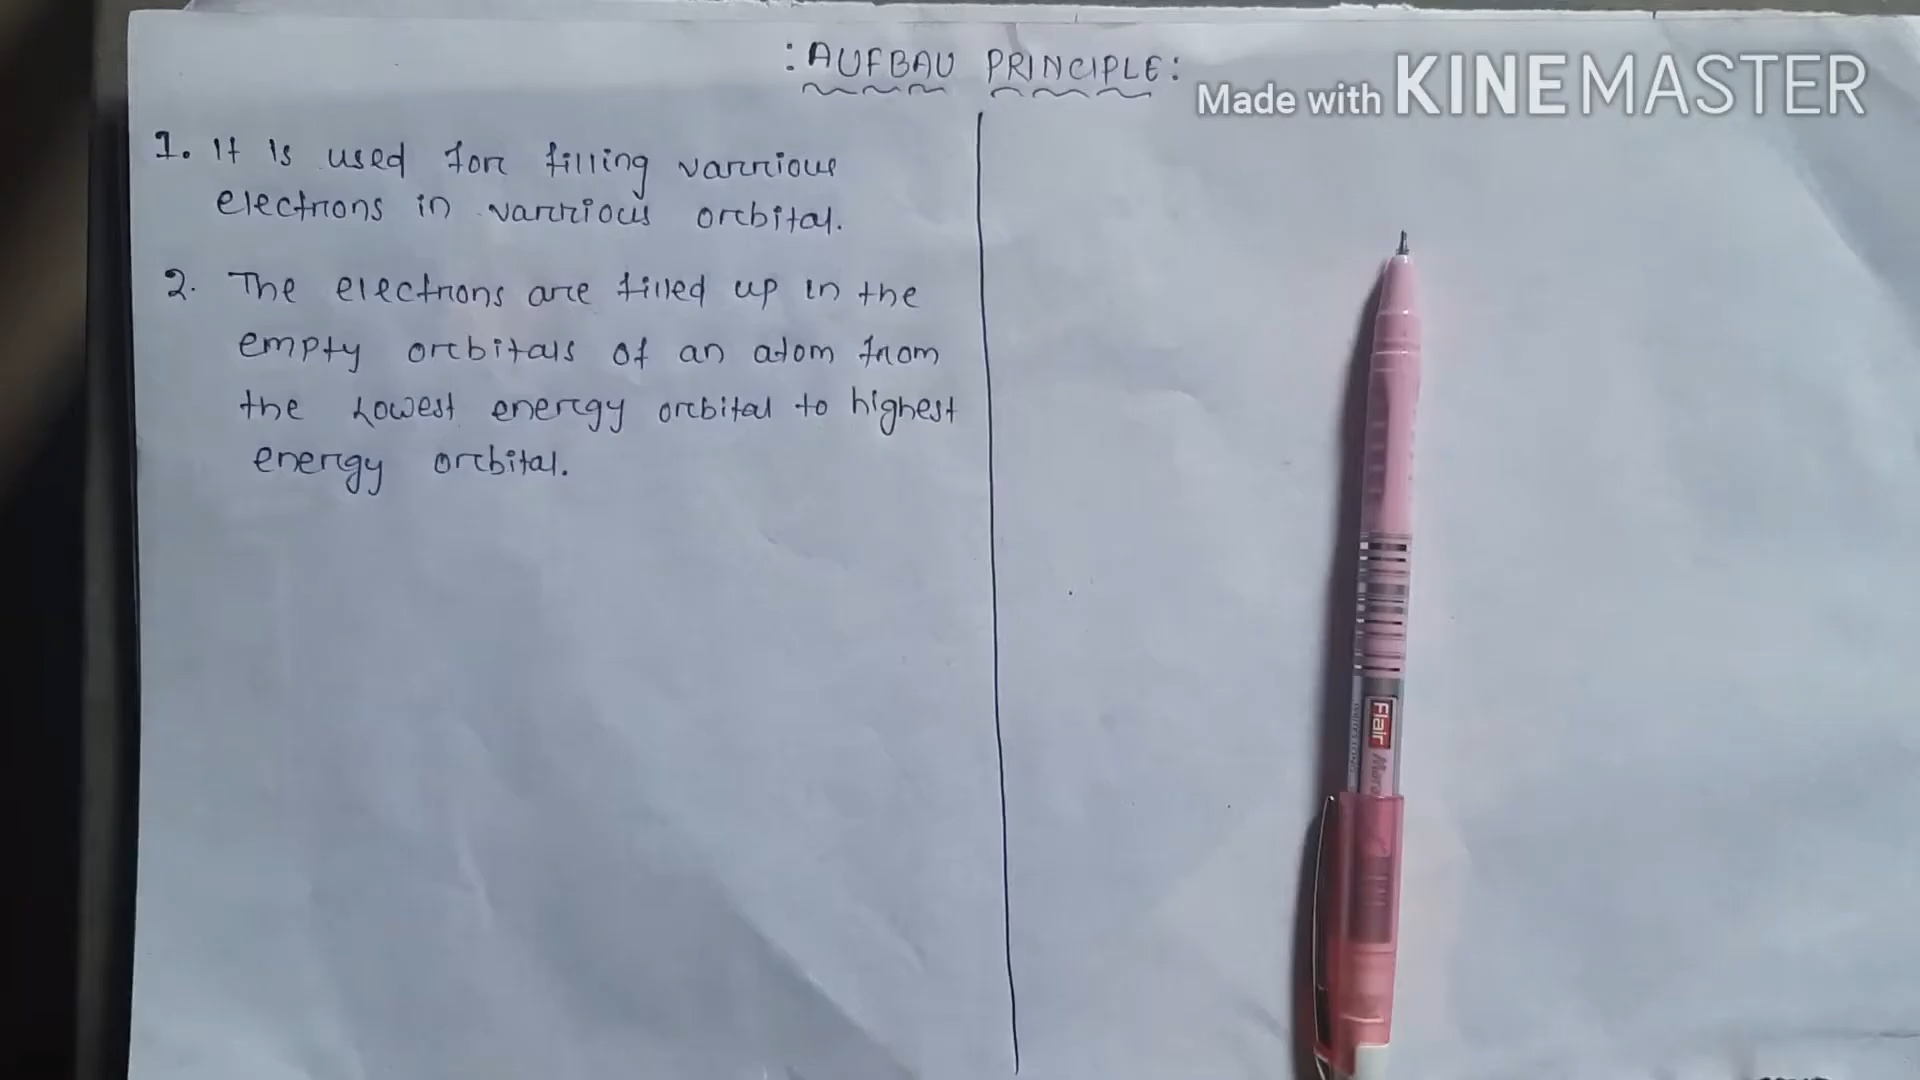 : AUFBAU PRINCIPLE :
Made with KINEMASTER
1. It is used for filling varrious
electrons in varrious orbital.
2. The electrons are filled up in the
empty orbitals of an atom from
the Lowest energy orbital to highest
energy orbital.
Flair